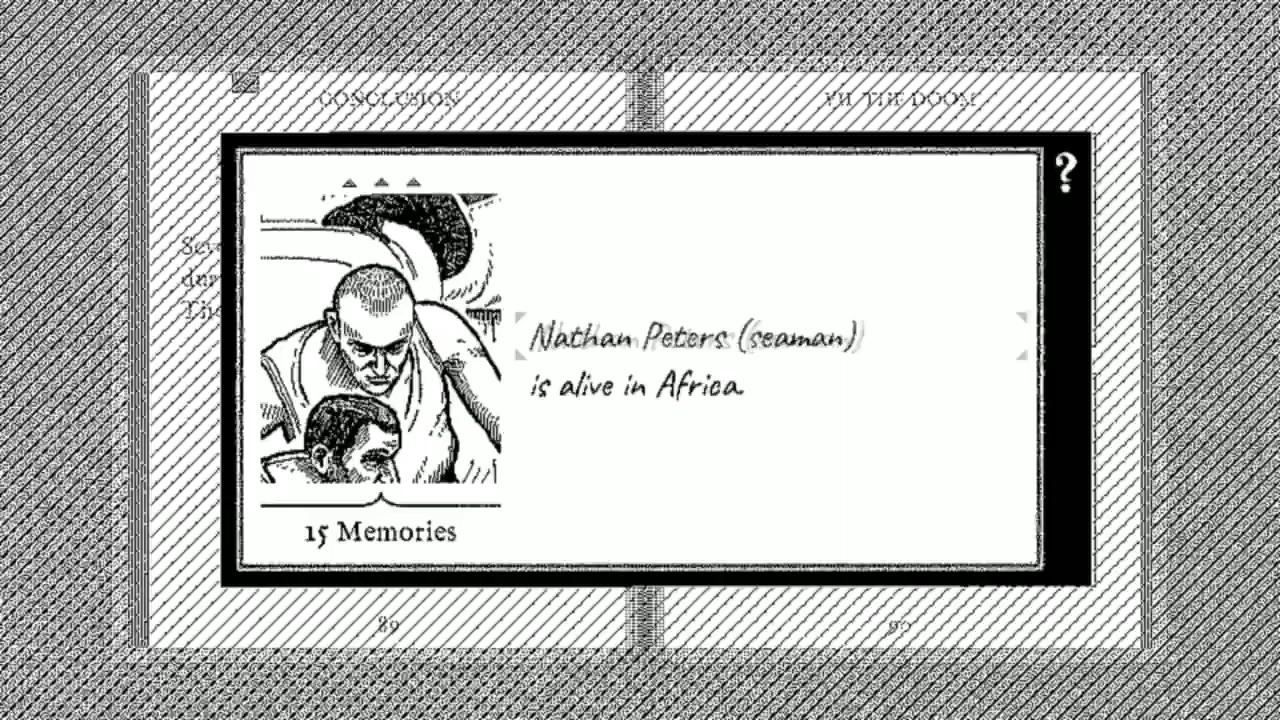 CONCLUSION
VII. THE DOOM
?
Nathan Peters (seaman)
is alive in Africa.
15 Memories
89
90